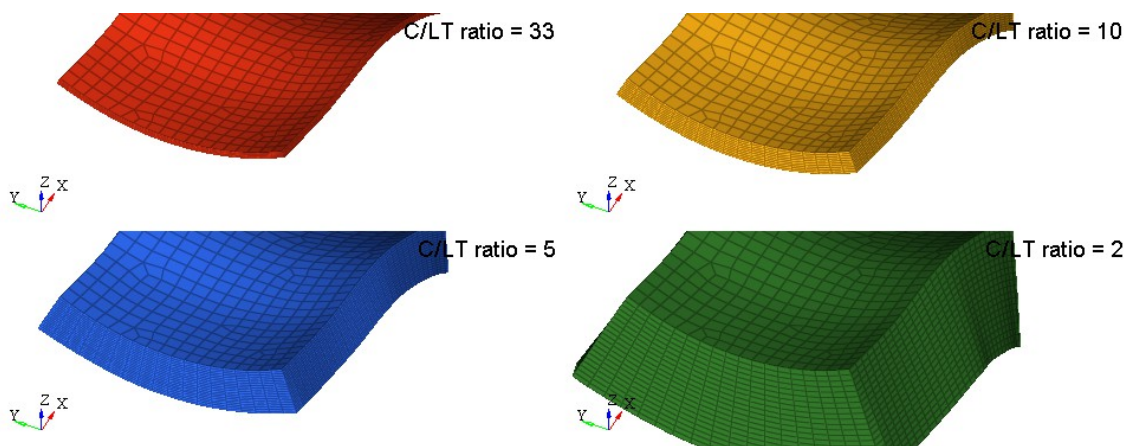 C/LT ratio = 33
C/LT ratio = 10
Z
X
Y
Z
X
Y
C/LT ratio = 5
C/LT ratio = 2
Z
X
Y
Z
X
Y